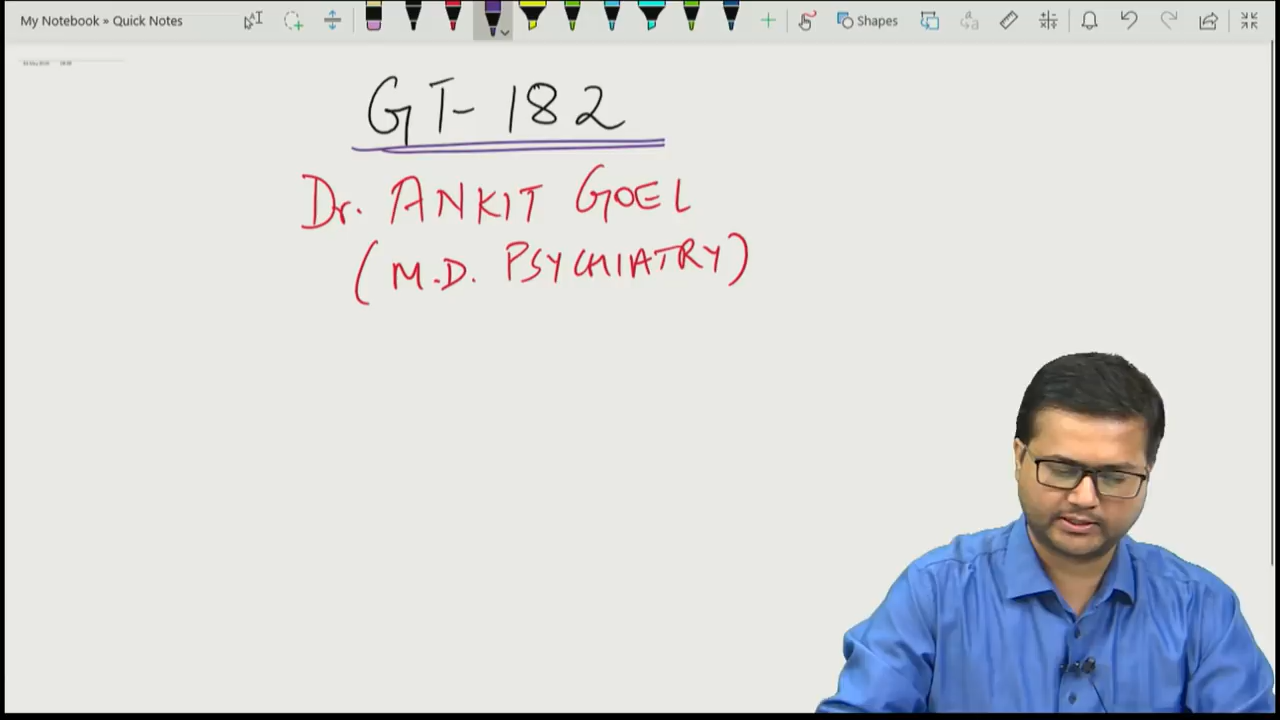 My Notebook » Quick Notes
Shapes
GT-182
Dr. ANKIT GOEL
(M.D. PSYCHIATRY)